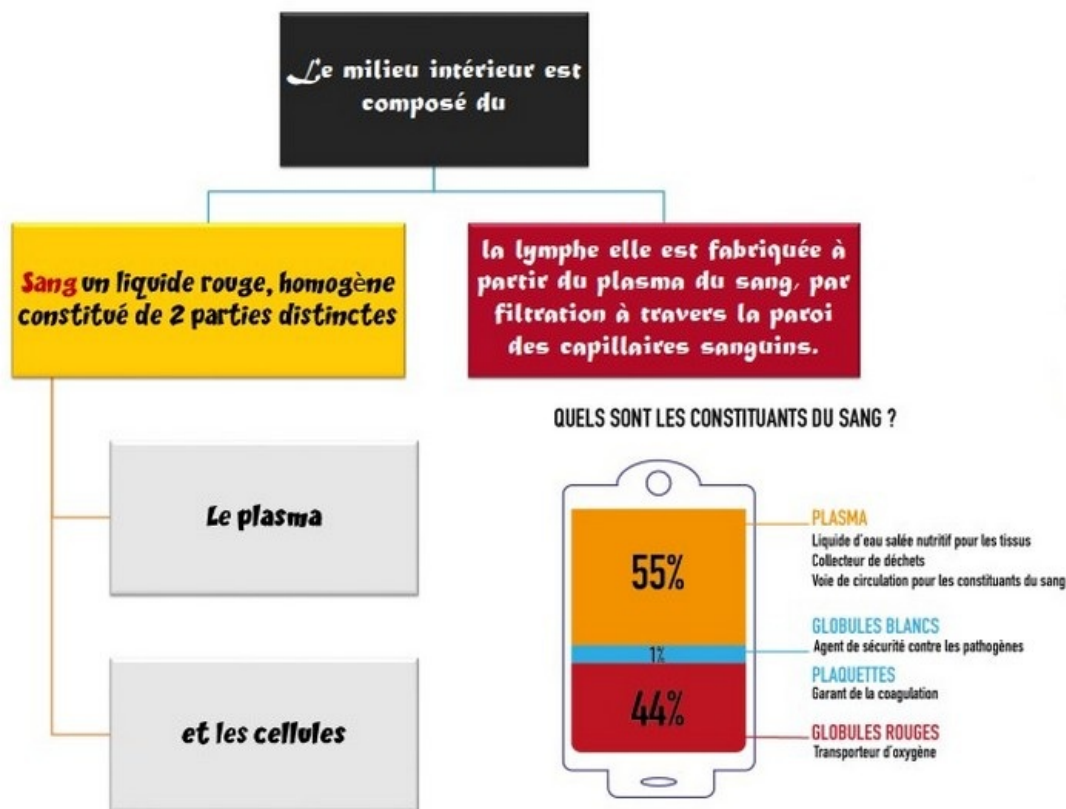 Le milieu intérieur est
composé du
Sang un liquide rouge, homogène
constitué de 2 parties distinctes
la lymphe elle est fabriquée à
partir du plasma du sang, par
filtration à travers la paroi
des capillaires sanguins.
Le plasma
et les cellules
QUELS SONT LES CONSTITUANTS DU SANG ?
55%
1%
44%
PLASMA
Liquide d'eau salée nutritif pour les tissus
Collecteur de déchets
Voie de circulation pour les constituants du sang
GLOBULES BLANCS
Agent de sécurité contre les pathogènes
PLAQUETTES
Garant de la coagulation
GLOBULES ROUGES
Transporteur d'oxygène